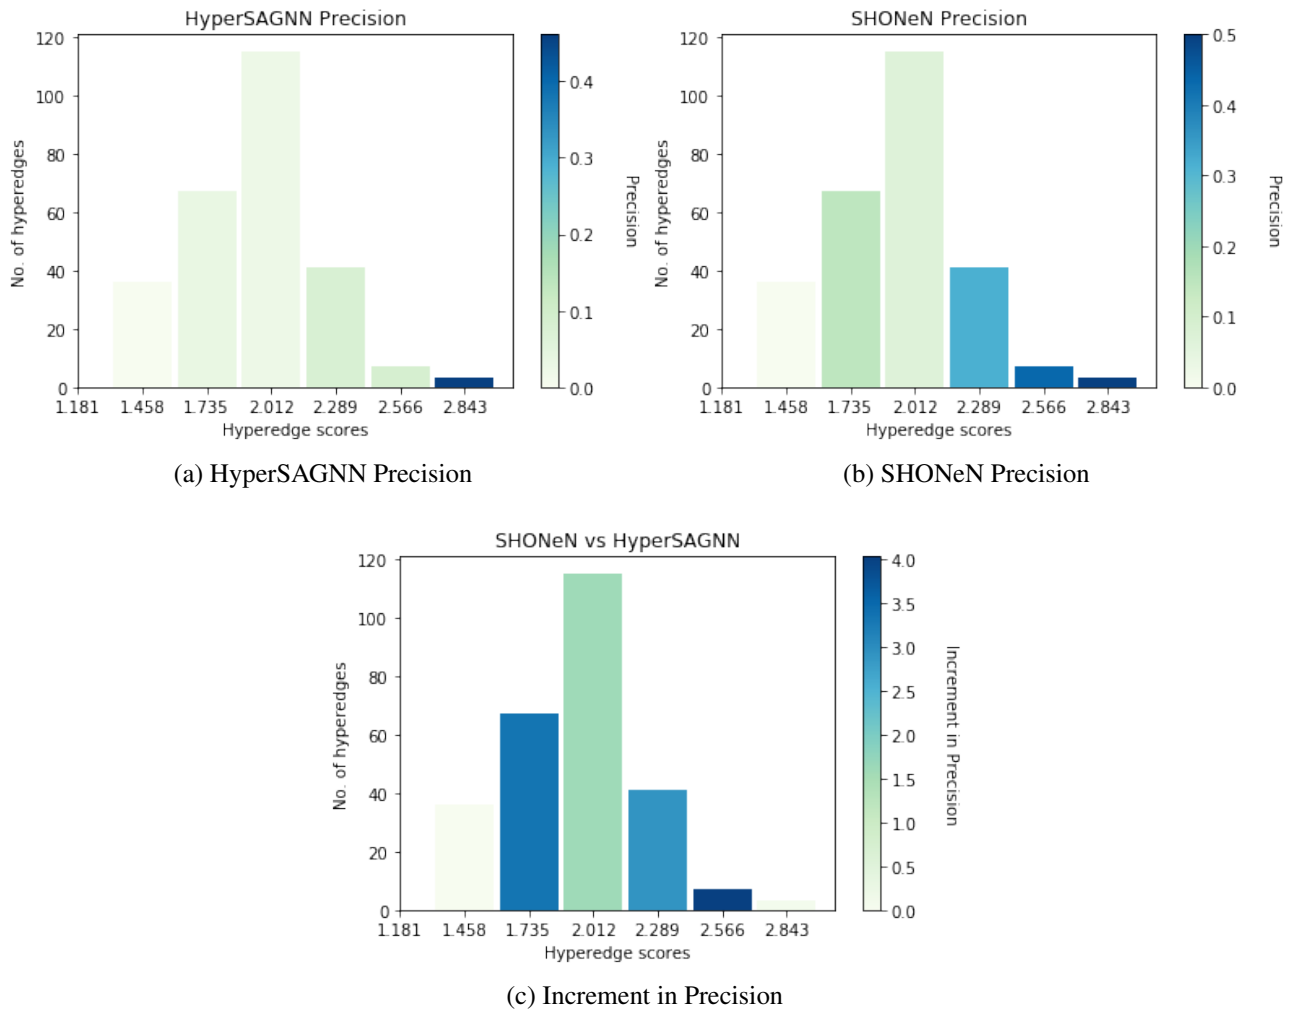 HyperSAGNN Precision
120
100
80
60
40
20
0
No. of hyperedges
1.181 1.458 1.735 2.012 2.289 2.566 2.843
Hyperedge scores
0.4
0.3
0.2
0.1
0.0
Precision
(a) HyperSAGNN Precision
SHONeN Precision
120
100
80
60
40
20
0
No. of hyperedges
1.181 1.458 1.735 2.012 2.289 2.566 2.843
Hyperedge scores
0.5
0.4
0.3
0.2
0.1
0.0
Precision
(b) SHONeN Precision
SHONeN vs HyperSAGNN
120
100
80
60
40
20
0
No. of hyperedges
1.181 1.458 1.735 2.012 2.289 2.566 2.843
Hyperedge scores
4.0
3.5
3.0
2.5
2.0
1.5
1.0
0.5
0.0
Increment in Precision
(c) Increment in Precision